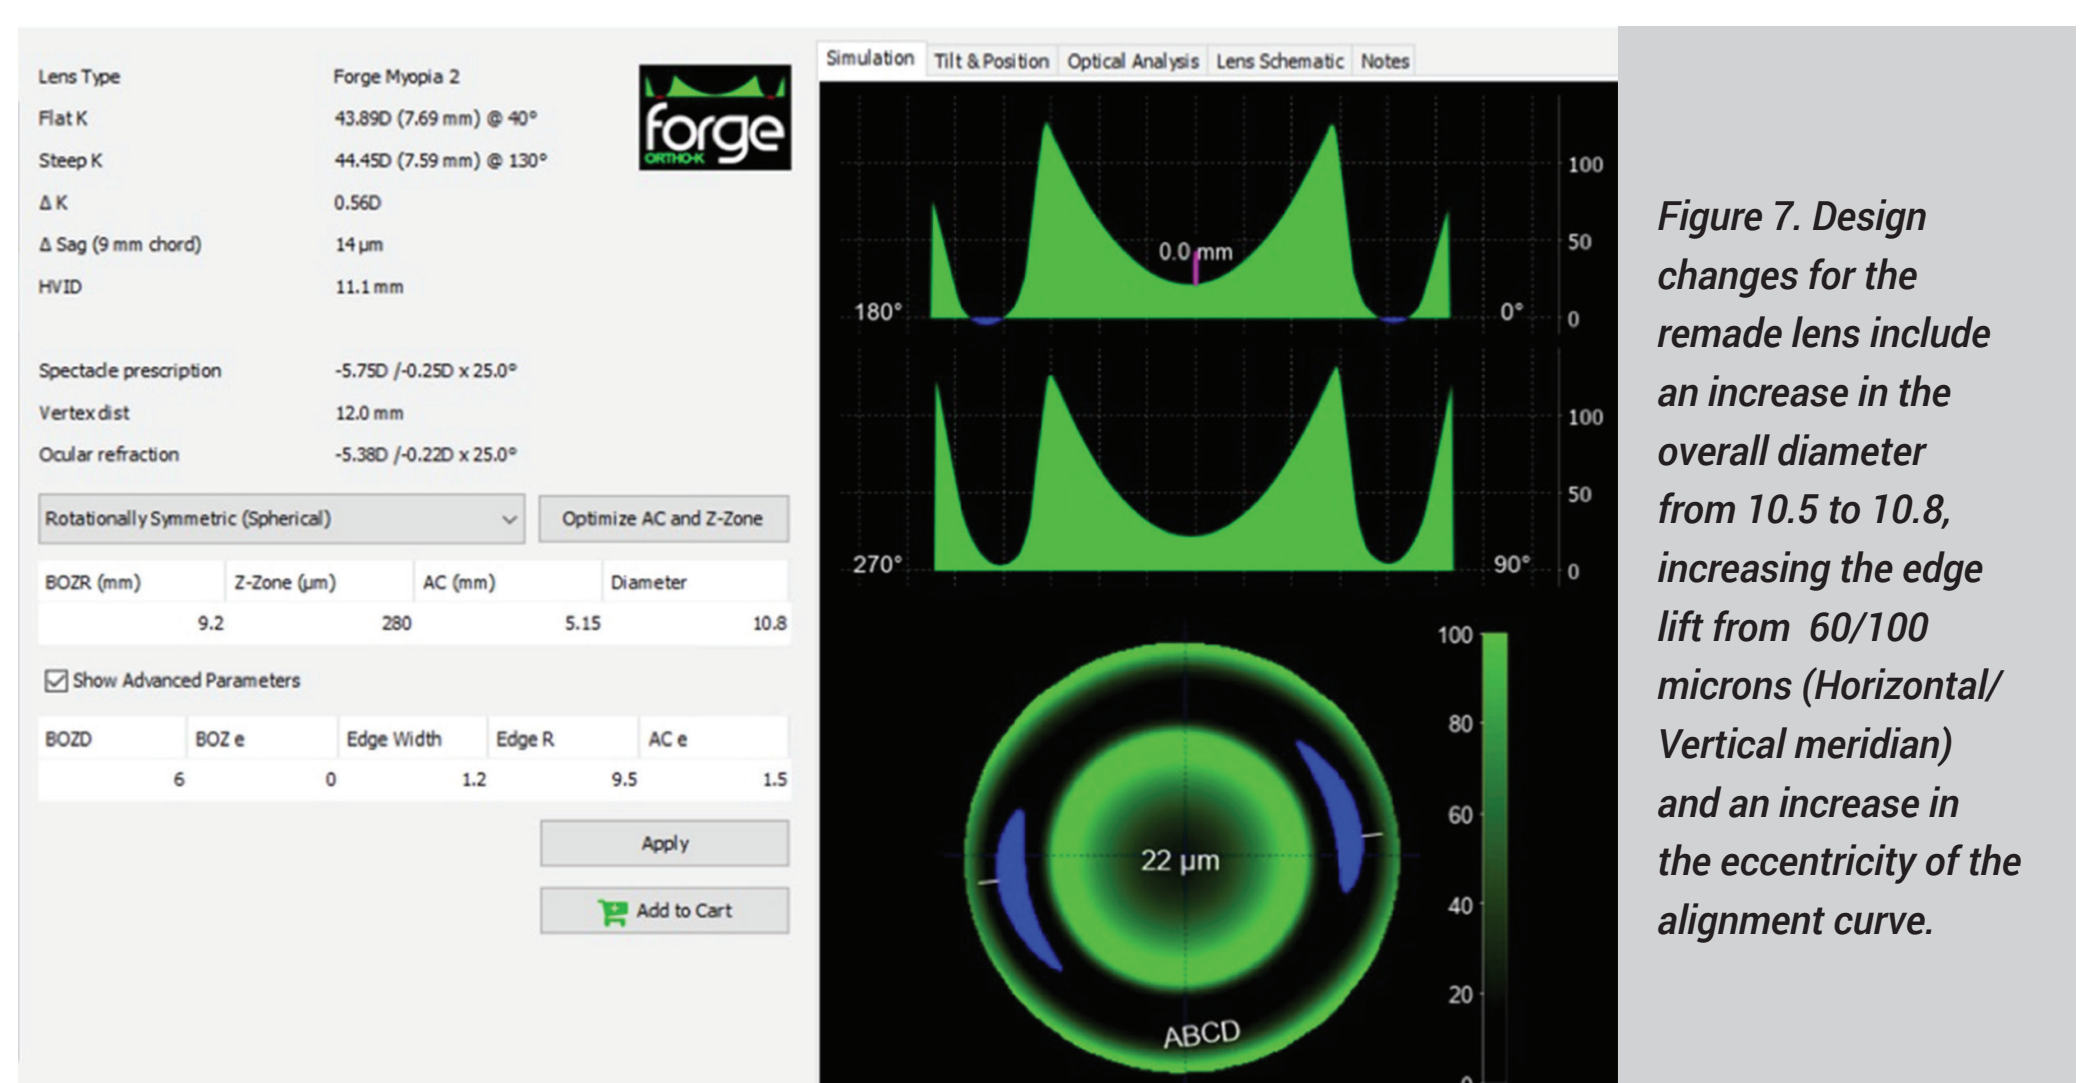 Lens Type Forge Myopia 2
Flat K 43.89D (7.69 mm) @ 40°
Steep K 44.45D (7.59 mm) @ 130°
Δ K 0.56D
Δ Sag (9 mm chord) 14 µm
HVID 11.1 mm
Spectacle prescription -5.75D /-0.25D x 25.0°
Vertex dist 12.0 mm
Ocular refraction -5.38D /-0.22D x 25.0°
forge
ORTHO-K
Rotationally Symmetric (Spherical) Optimize AC and Z-Zone
BOZR (mm) Z-Zone (µm) AC (mm) Diameter
9.2 280 5.15 10.8
Show Advanced Parameters
BOZD BOZ e Edge Width Edge R AC e
6 0 1.2 9.5 1.5
Apply
Add to Cart
Simulation Tilt & Position Optical Analysis Lens Schematic Notes
100
50
0.0 mm
180° 0° 0
100
50
270° 90° 0
100
80
60
22 µm
40
20
ABCD
0
Figure 7. Design
changes for the
remade lens include
an increase in the
overall diameter
from 10.5 to 10.8,
increasing the edge
lift from 60/100
microns (Horizontal/
Vertical meridian)
and an increase in
the eccentricity of the
alignment curve.